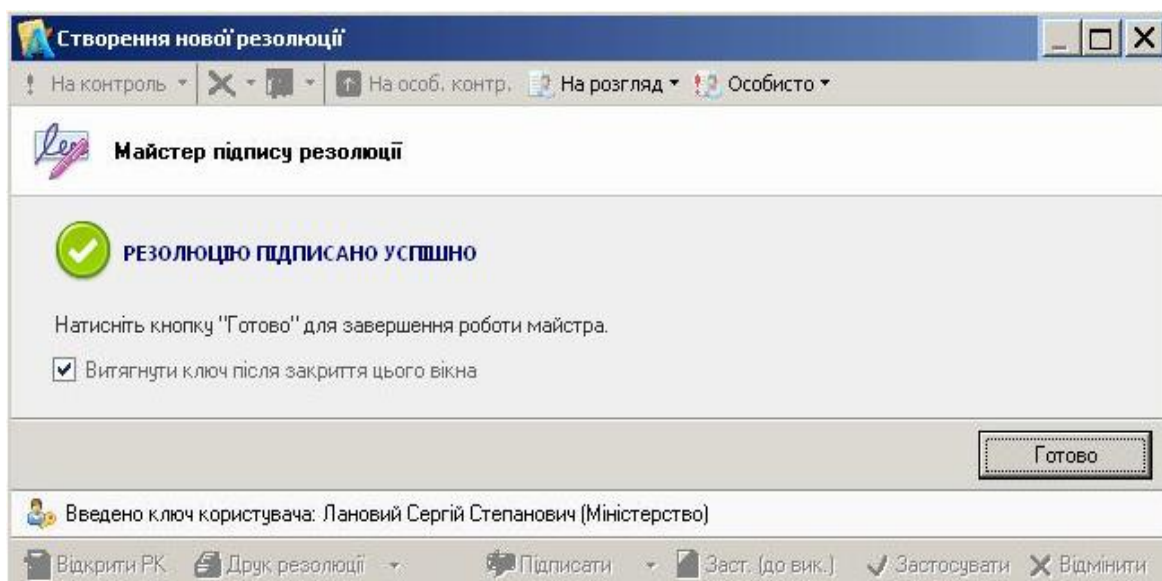 Створення нової резолюції
На контроль На особ. контр. На розгляд Особисто
Майстер підпису резолюції
РЕЗОЛЮЦІЮ ПІДПИСАНО УСПІШНО
Натисніть кнопку "Готово" для завершення роботи майстра.
Витягнути ключ після закриття цього вікна
Готово
Введено ключ користувача: Лановий Сергій Степанович (Міністерство)
Відкрити РК Друк резолюції Підписати Заст. (до вик.) Застосувати Відмінити